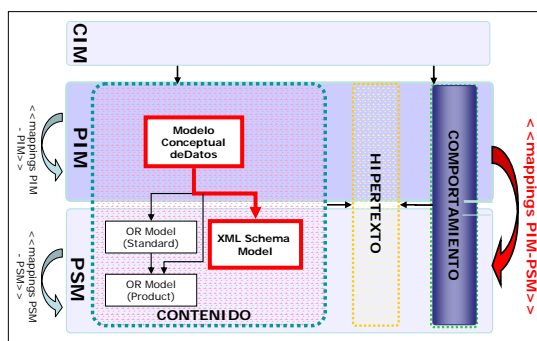 CIM
PIM
PSM
<<mappings PIM
- PIM>>
<<mappings PSM
- PSM>>
Modelo
Conceptual
deDatos
OR Model
(Standard)
OR Model
(Product)
XML Schema
Model
CONTENIDO
HIPERTEXTO
COMPORTAMIENTO
<<mappings PIM-PSM>>